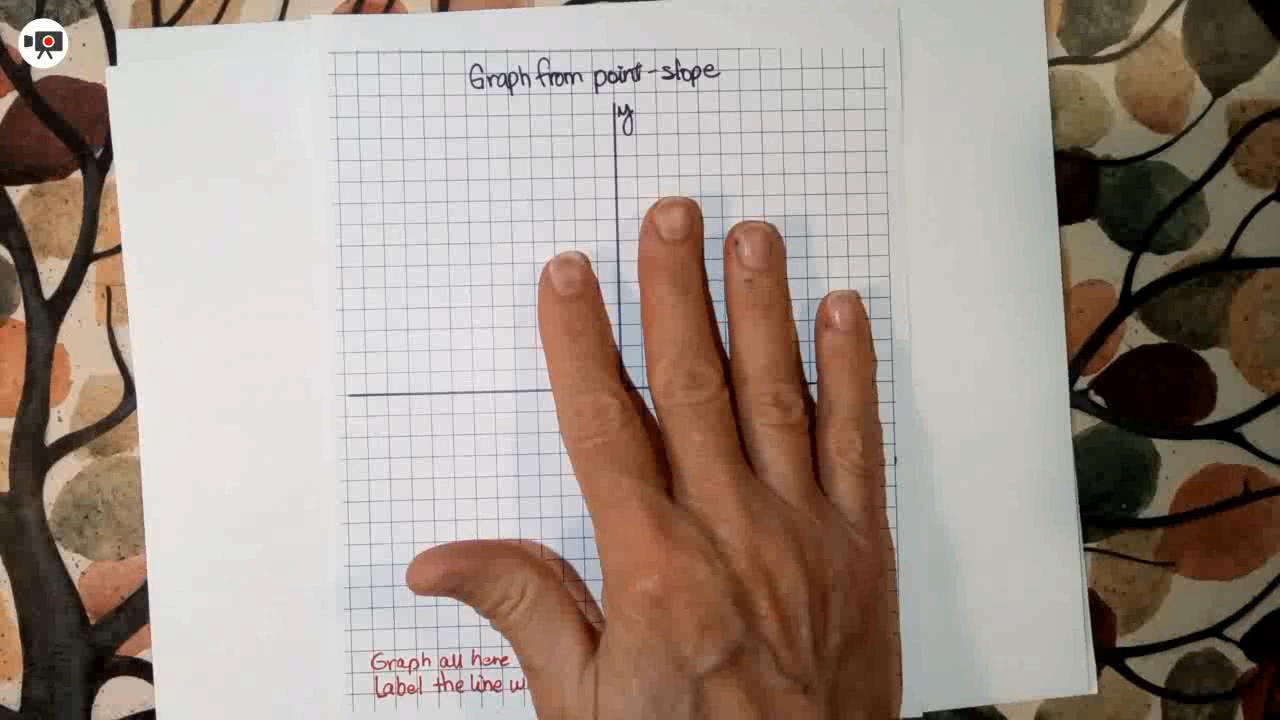 Graph from point-slope
y
Graph all here
Label the line